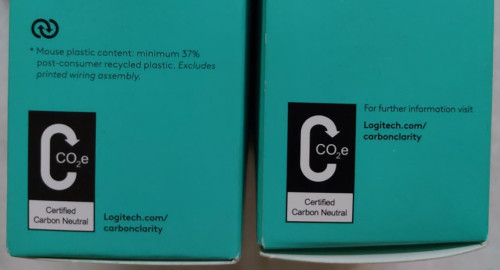 * Mouse plastic content: minimum 37%
post-consumer recycled plastic. Excludes
printed wiring assembly.
CO2e
Certified
Carbon Neutral
Logitech.com/
carbonclarity
CO2e
Certified
Carbon Neutral
For further information visit
Logitech.com/
carbonclarity